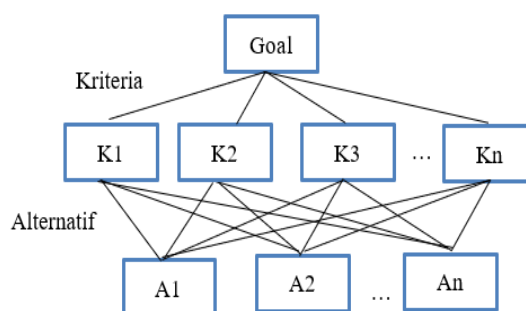 Goal
Kriteria
K1 K2 K3 ... Kn
Alternatif
A1 A2 ... An